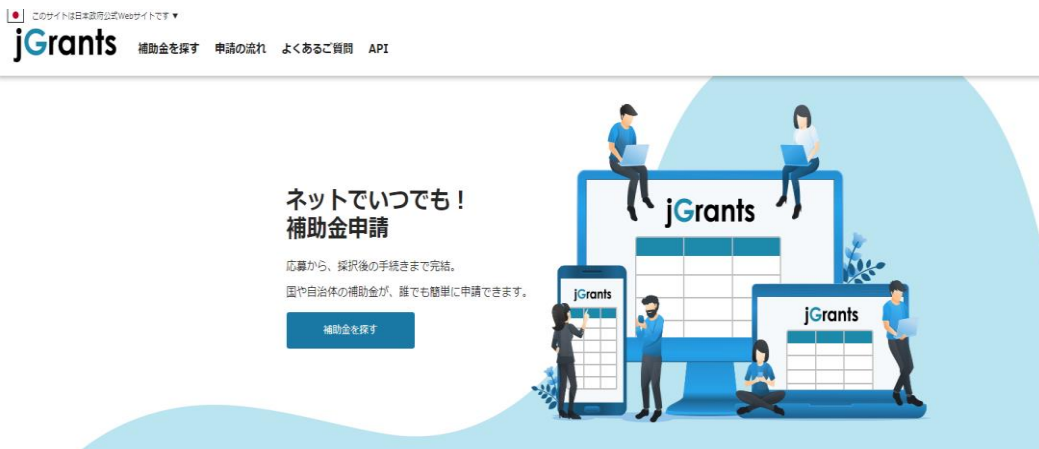 このサイトは日本政府公式Webサイトです ▼
jGrants
補助金を探す 申請の流れ よくあるご質問 API
ネットでいつでも!
補助金申請
応募から、採択後の手続きまで完結。
国や自治体の補助金が、誰でも簡単に申請できます。
補助金を探す
jGrants
jGrants
jGrants